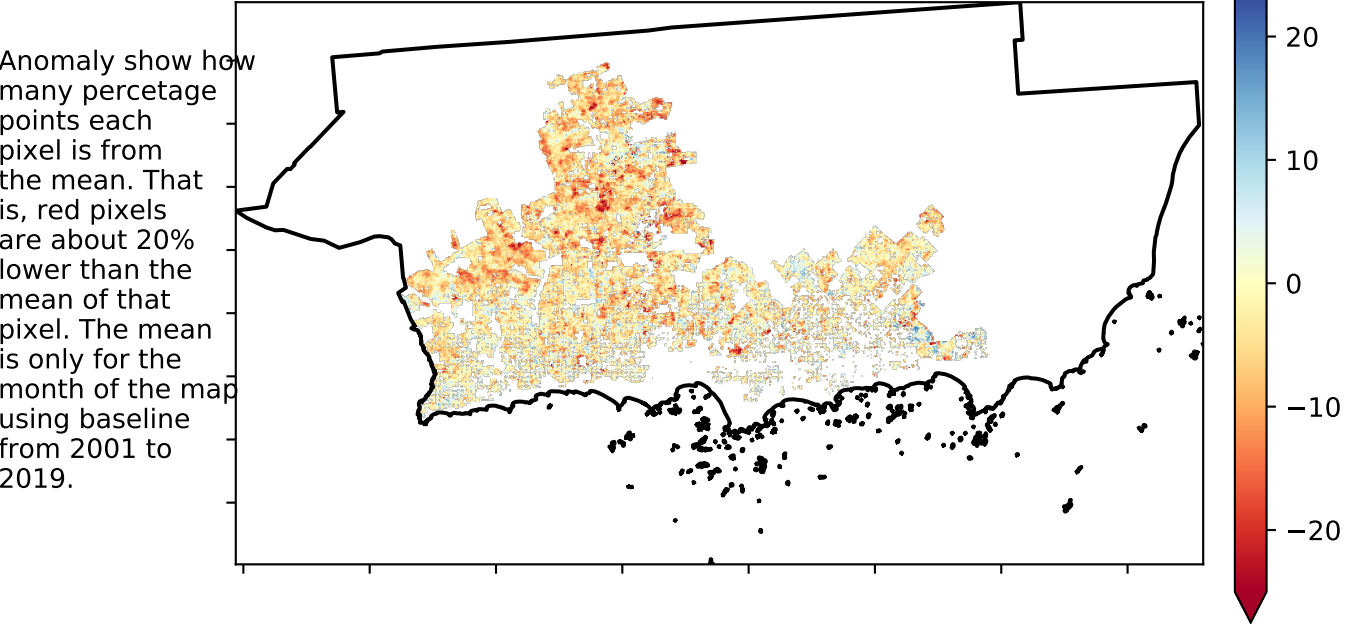 Anomaly show how
many percetage
points each
pixel is from
the mean. That
is, red pixels
are about 20%
lower than the
mean of that
pixel. The mean
is only for the
month of the map
using baseline
from 2001 to
2019.
20
10
0
−10
−20